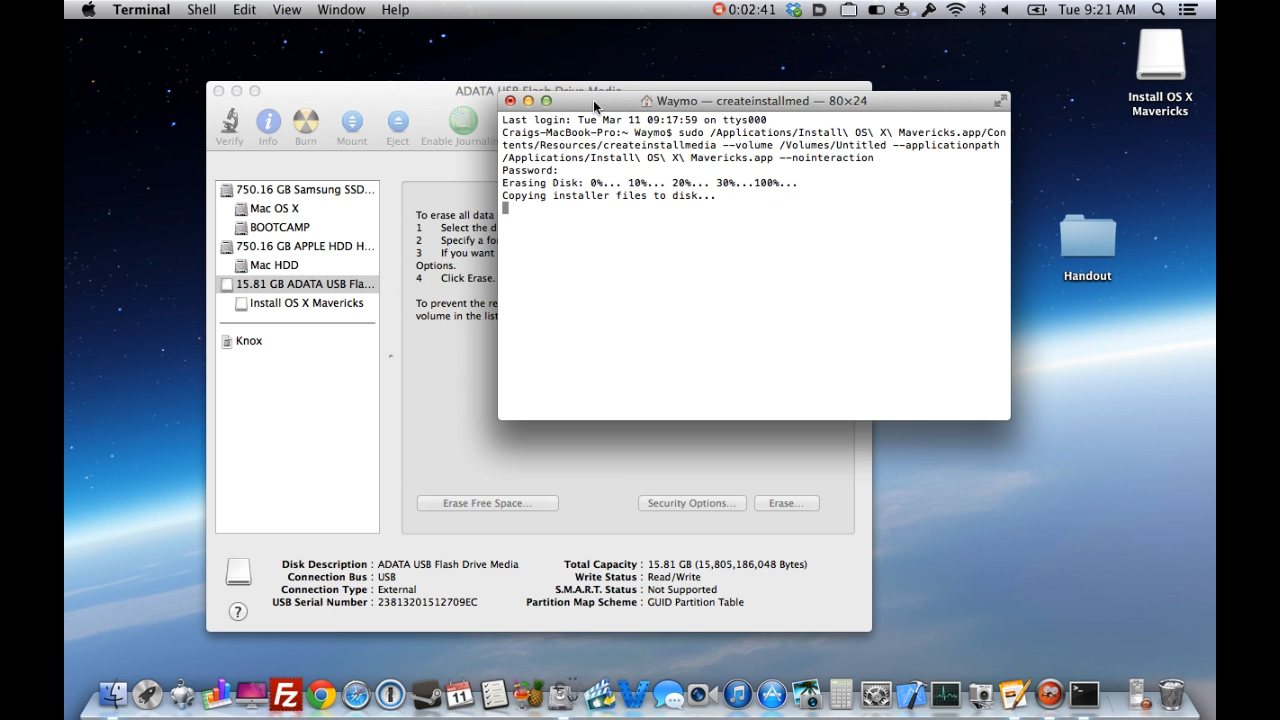 Terminal Shell Edit View Window Help 0:02:41 Tue 9:21 AM
Install OS X
Mavericks
Handout
ADATA USB Flash Drive Media
Verify Info Burn Mount Eject Enable Journaling
750.16 GB Samsung SSD...
Mac OS X
BOOTCAMP
750.16 GB APPLE HDD H...
Mac HDD
15.81 GB ADATA USB Fla...
Install OS X Mavericks
Knox
To erase all data
1 Select the d
2 Specify a fo
3 If you want
Options.
4 Click Erase.
To prevent the re
volume in the list
Waymo — createinstallmed — 80×24
Last login: Tue Mar 11 09:17:59 on ttys000
Craigs-MacBook-Pro:~ Waymo$ sudo /Applications/Install\ OS\ X\ Mavericks.app/Con
tents/Resources/createinstallmedia --volume /Volumes/Untitled --applicationpath
/Applications/Install\ OS\ X\ Mavericks.app --nointeraction
Password:
Erasing Disk: 0%... 10%... 20%... 30%...100%...
Copying installer files to disk...
Erase Free Space... Security Options... Erase...
Disk Description : ADATA USB Flash Drive Media
Connection Bus : USB
Connection Type : External
USB Serial Number : 23813201512709EC
Total Capacity : 15.81 GB (15,805,186,048 Bytes)
Write Status : Read/Write
S.M.A.R.T. Status : Not Supported
Partition Map Scheme : GUID Partition Table
?
Fz
11